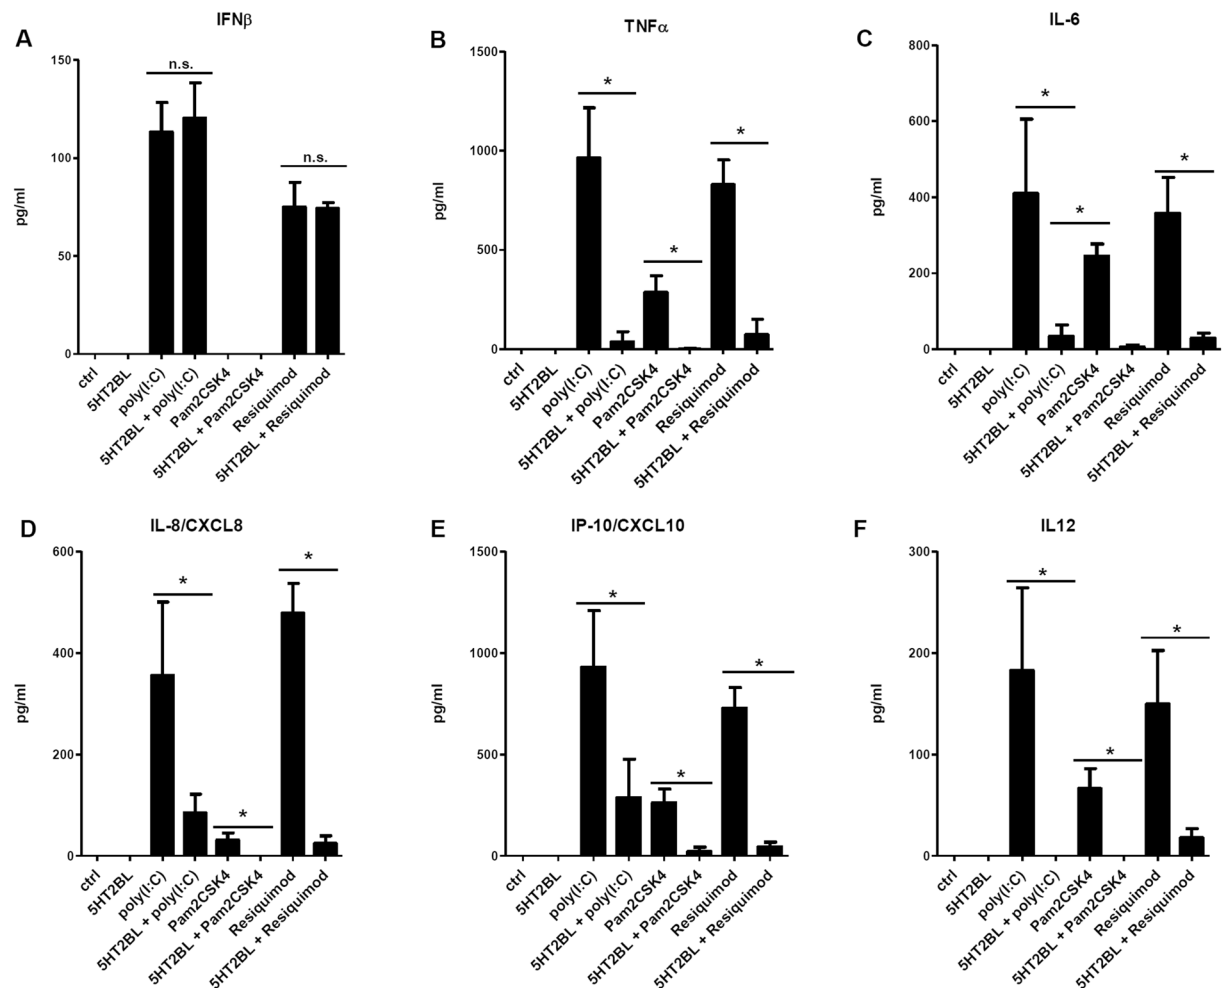 A
IFNβ
pg/ml
150
100
50
0
n.s.
n.s.
ctrl
5HT2BL
poly(I:C)
5HT2BL + poly(I:C)
Pam2CSK4
5HT2BL + Pam2CSK4
Resiquimod
5HT2BL + Resiquimod
B
TNFα
pg/ml
1500
1000
500
0
*
*
*
ctrl
5HT2BL
poly(I:C)
5HT2BL + poly(I:C)
Pam2CSK4
5HT2BL + Pam2CSK4
Resiquimod
5HT2BL + Resiquimod
C
IL-6
pg/ml
800
600
400
200
0
*
*
*
ctrl
5HT2BL
poly(I:C)
5HT2BL + poly(I:C)
Pam2CSK4
5HT2BL + Pam2CSK4
Resiquimod
5HT2BL + Resiquimod
D
IL-8/CXCL8
pg/ml
600
400
200
0
*
*
*
ctrl
5HT2BL
poly(I:C)
5HT2BL + poly(I:C)
Pam2CSK4
5HT2BL + Pam2CSK4
Resiquimod
5HT2BL + Resiquimod
E
IP-10/CXCL10
pg/ml
1500
1000
500
0
*
*
*
ctrl
5HT2BL
poly(I:C)
5HT2BL + poly(I:C)
Pam2CSK4
5HT2BL + Pam2CSK4
Resiquimod
5HT2BL + Resiquimod
F
IL12
pg/ml
300
200
100
0
*
*
*
ctrl
5HT2BL
poly(I:C)
5HT2BL + poly(I:C)
Pam2CSK4
5HT2BL + Pam2CSK4
Resiquimod
5HT2BL + Resiquimod